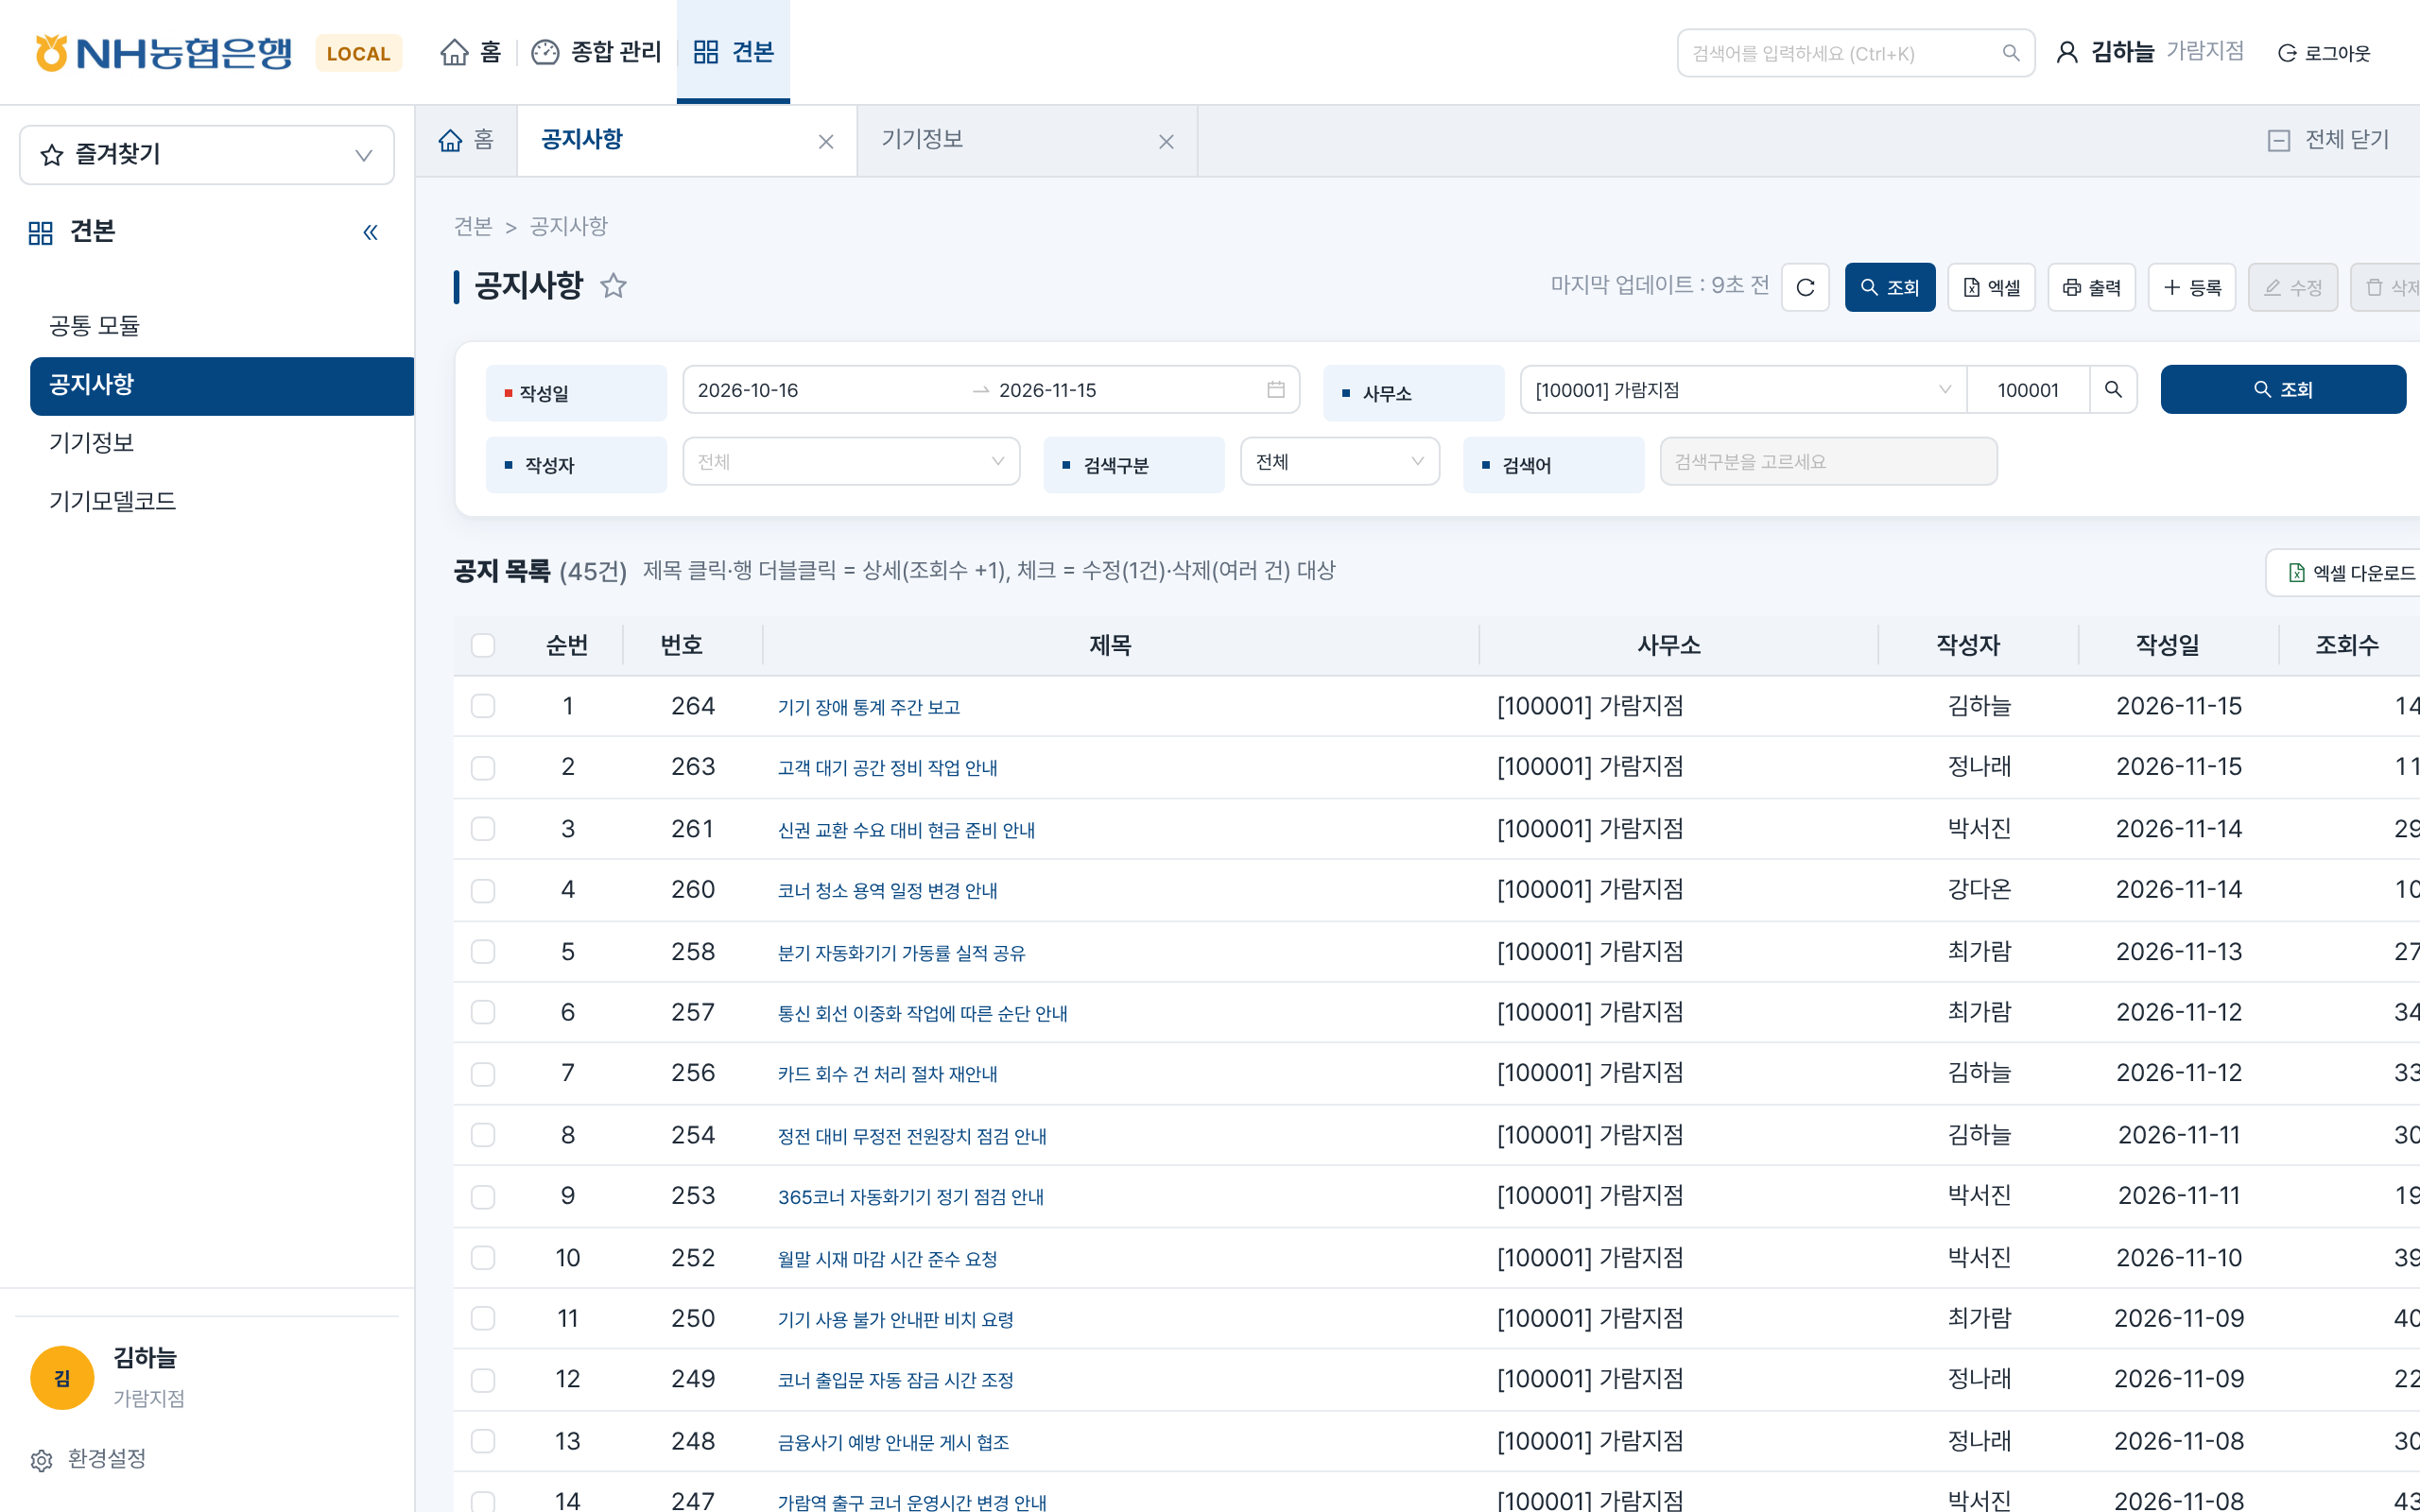 NH농협은행 LOCAL 홈 종합 관리 견본 검색어를 입력하세요 (Ctrl+K) 김하늘 가람지점 로그아웃
즐겨찾기
견본
공통 모듈
공지사항
기기정보
기기모델코드
김 김하늘
가람지점
환경설정
홈 공지사항 기기정보 전체 닫기
견본 > 공지사항
공지사항 마지막 업데이트 : 9초 전 조회 엑셀 출력 등록 수정 삭제
작성일 2026-10-16 → 2026-11-15 사무소 [100001] 가람지점 100001 조회
작성자 전체 검색구분 전체 검색어 검색구분을 고르세요
공지 목록 (45건) 제목 클릭·행 더블클릭 = 상세(조회수 +1), 체크 = 수정(1건)·삭제(여러 건) 대상 엑셀 다운로드
순번 번호 제목 사무소 작성자 작성일 조회수
1 264 기기 장애 통계 주간 보고 [100001] 가람지점 김하늘 2026-11-15 14
2 263 고객 대기 공간 정비 작업 안내 [100001] 가람지점 정나래 2026-11-15 11
3 261 신권 교환 수요 대비 현금 준비 안내 [100001] 가람지점 박서진 2026-11-14 29
4 260 코너 청소 용역 일정 변경 안내 [100001] 가람지점 강다온 2026-11-14 10
5 258 분기 자동화기기 가동률 실적 공유 [100001] 가람지점 최가람 2026-11-13 27
6 257 통신 회선 이중화 작업에 따른 순단 안내 [100001] 가람지점 최가람 2026-11-12 34
7 256 카드 회수 건 처리 절차 재안내 [100001] 가람지점 김하늘 2026-11-12 33
8 254 정전 대비 무정전 전원장치 점검 안내 [100001] 가람지점 김하늘 2026-11-11 30
9 253 365코너 자동화기기 정기 점검 안내 [100001] 가람지점 박서진 2026-11-11 19
10 252 월말 시재 마감 시간 준수 요청 [100001] 가람지점 박서진 2026-11-10 39
11 250 기기 사용 불가 안내판 비치 요령 [100001] 가람지점 최가람 2026-11-09 40
12 249 코너 출입문 자동 잠금 시간 조정 [100001] 가람지점 정나래 2026-11-09 22
13 248 금융사기 예방 안내문 게시 협조 [100001] 가람지점 정나래 2026-11-08 30
14 247 가람역 출구 코너 운영시간 변경 안내 [100001] 가람지점 박서진 2026-11-08 43